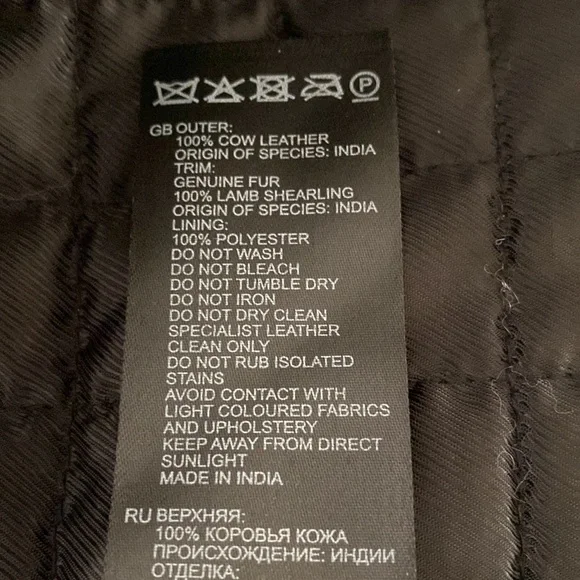 P
GB OUTER:
100% COW LEATHER
ORIGIN OF SPECIES: INDIA
TRIM:
GENUINE FUR
100% LAMB SHEARLING
ORIGIN OF SPECIES: INDIA
LINING:
100% POLYESTER
DO NOT WASH
DO NOT BLEACH
DO NOT TUMBLE DRY
DO NOT IRON
DO NOT DRY CLEAN
SPECIALIST LEATHER
CLEAN ONLY
DO NOT RUB ISOLATED
STAINS
AVOID CONTACT WITH
LIGHT COLOURED FABRICS
AND UPHOLSTERY
KEEP AWAY FROM DIRECT
SUNLIGHT
MADE IN INDIA
RU ВЕРХНЯЯ:
100% КОРОВЬЯ КОЖА
ПРОИСХОЖДЕНИЕ: ИНДИИ
ОТДЕЛКА: